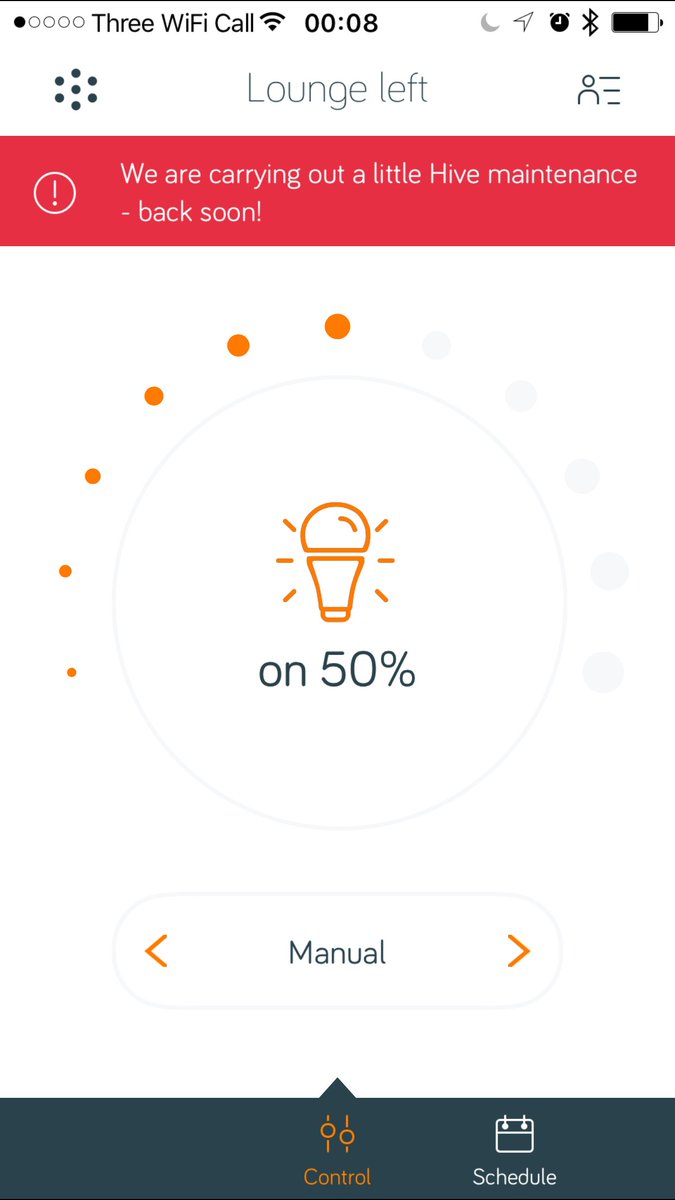 Three WiFi Call 00:08
Lounge left
We are carrying out a little Hive maintenance
- back soon!
on 50%
Manual
Control Schedule